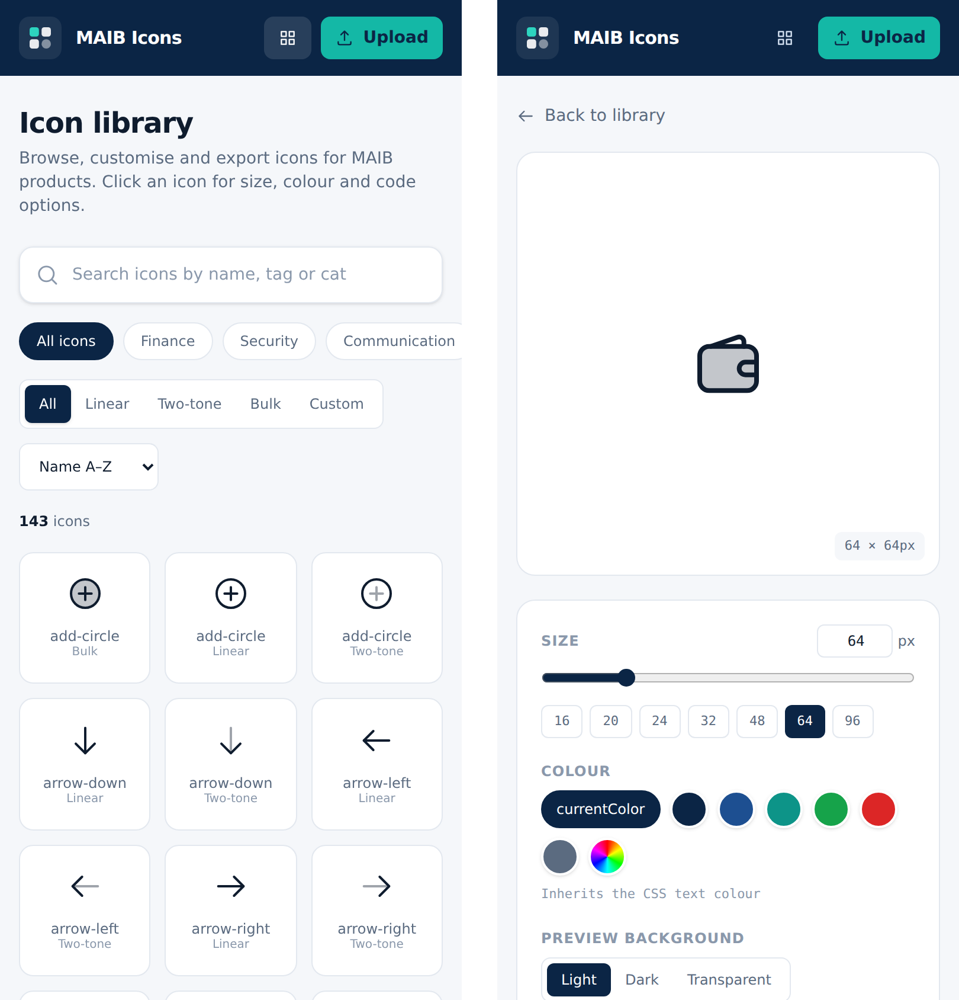 MAIB Icons
Upload
Icon library
Browse, customise and export icons for MAIB
products. Click an icon for size, colour and code
options.
Search icons by name, tag or cat
All icons
Finance
Security
Communication
All
Linear
Two-tone
Bulk
Custom
Name A–Z
143 icons
add-circle
Bulk
add-circle
Linear
add-circle
Two-tone
arrow-down
Linear
arrow-down
Two-tone
arrow-left
Linear
arrow-left
Two-tone
arrow-right
Linear
arrow-right
Two-tone
MAIB Icons
Upload
Back to library
64 × 64px
SIZE
64 px
16
20
24
32
48
64
96
COLOUR
currentColor
Inherits the CSS text colour
PREVIEW BACKGROUND
Light
Dark
Transparent